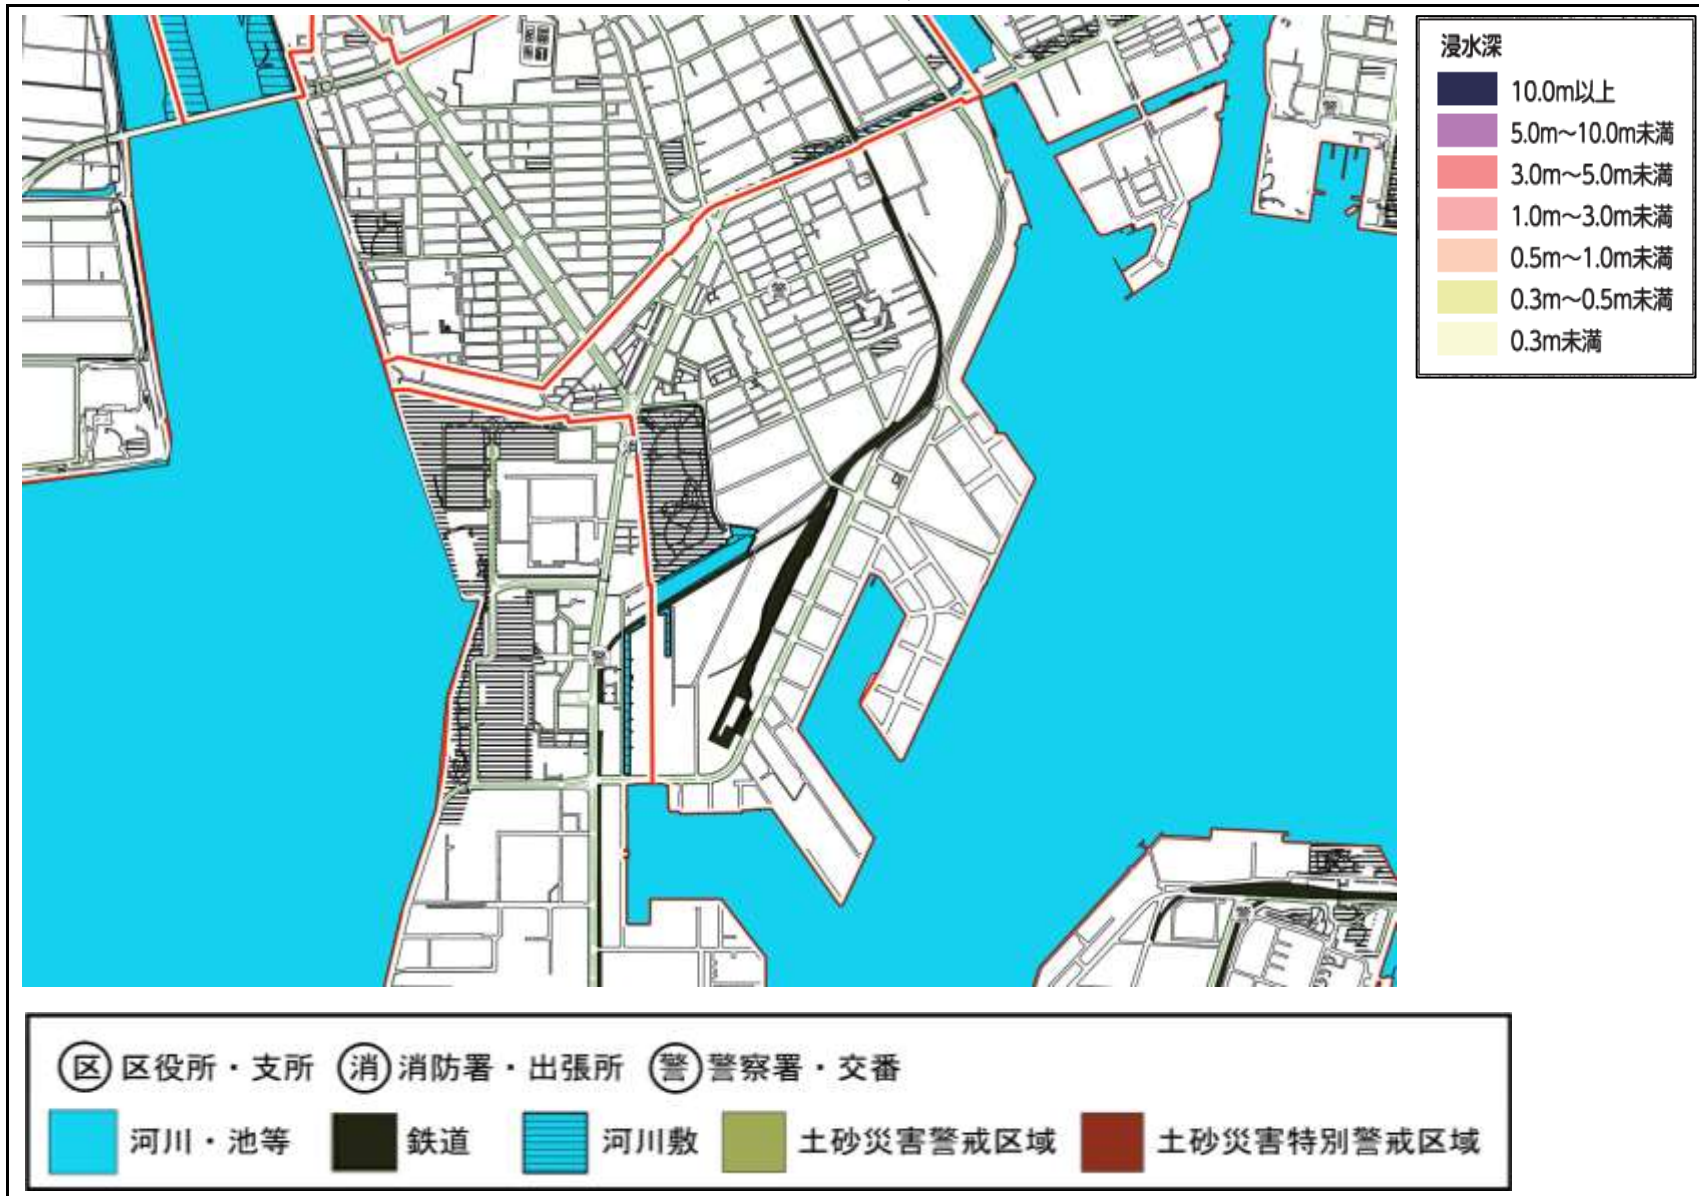 浸水深
10.0m以上
5.0m～10.0m未満
3.0m～5.0m未満
1.0m～3.0m未満
0.5m～1.0m未満
0.3m～0.5m未満
0.3m未満
区 区役所・支所 消 消防署・出張所 警 警察署・交番
河川・池等 鉄道 河川敷 土砂災害警戒区域 土砂災害特別警戒区域